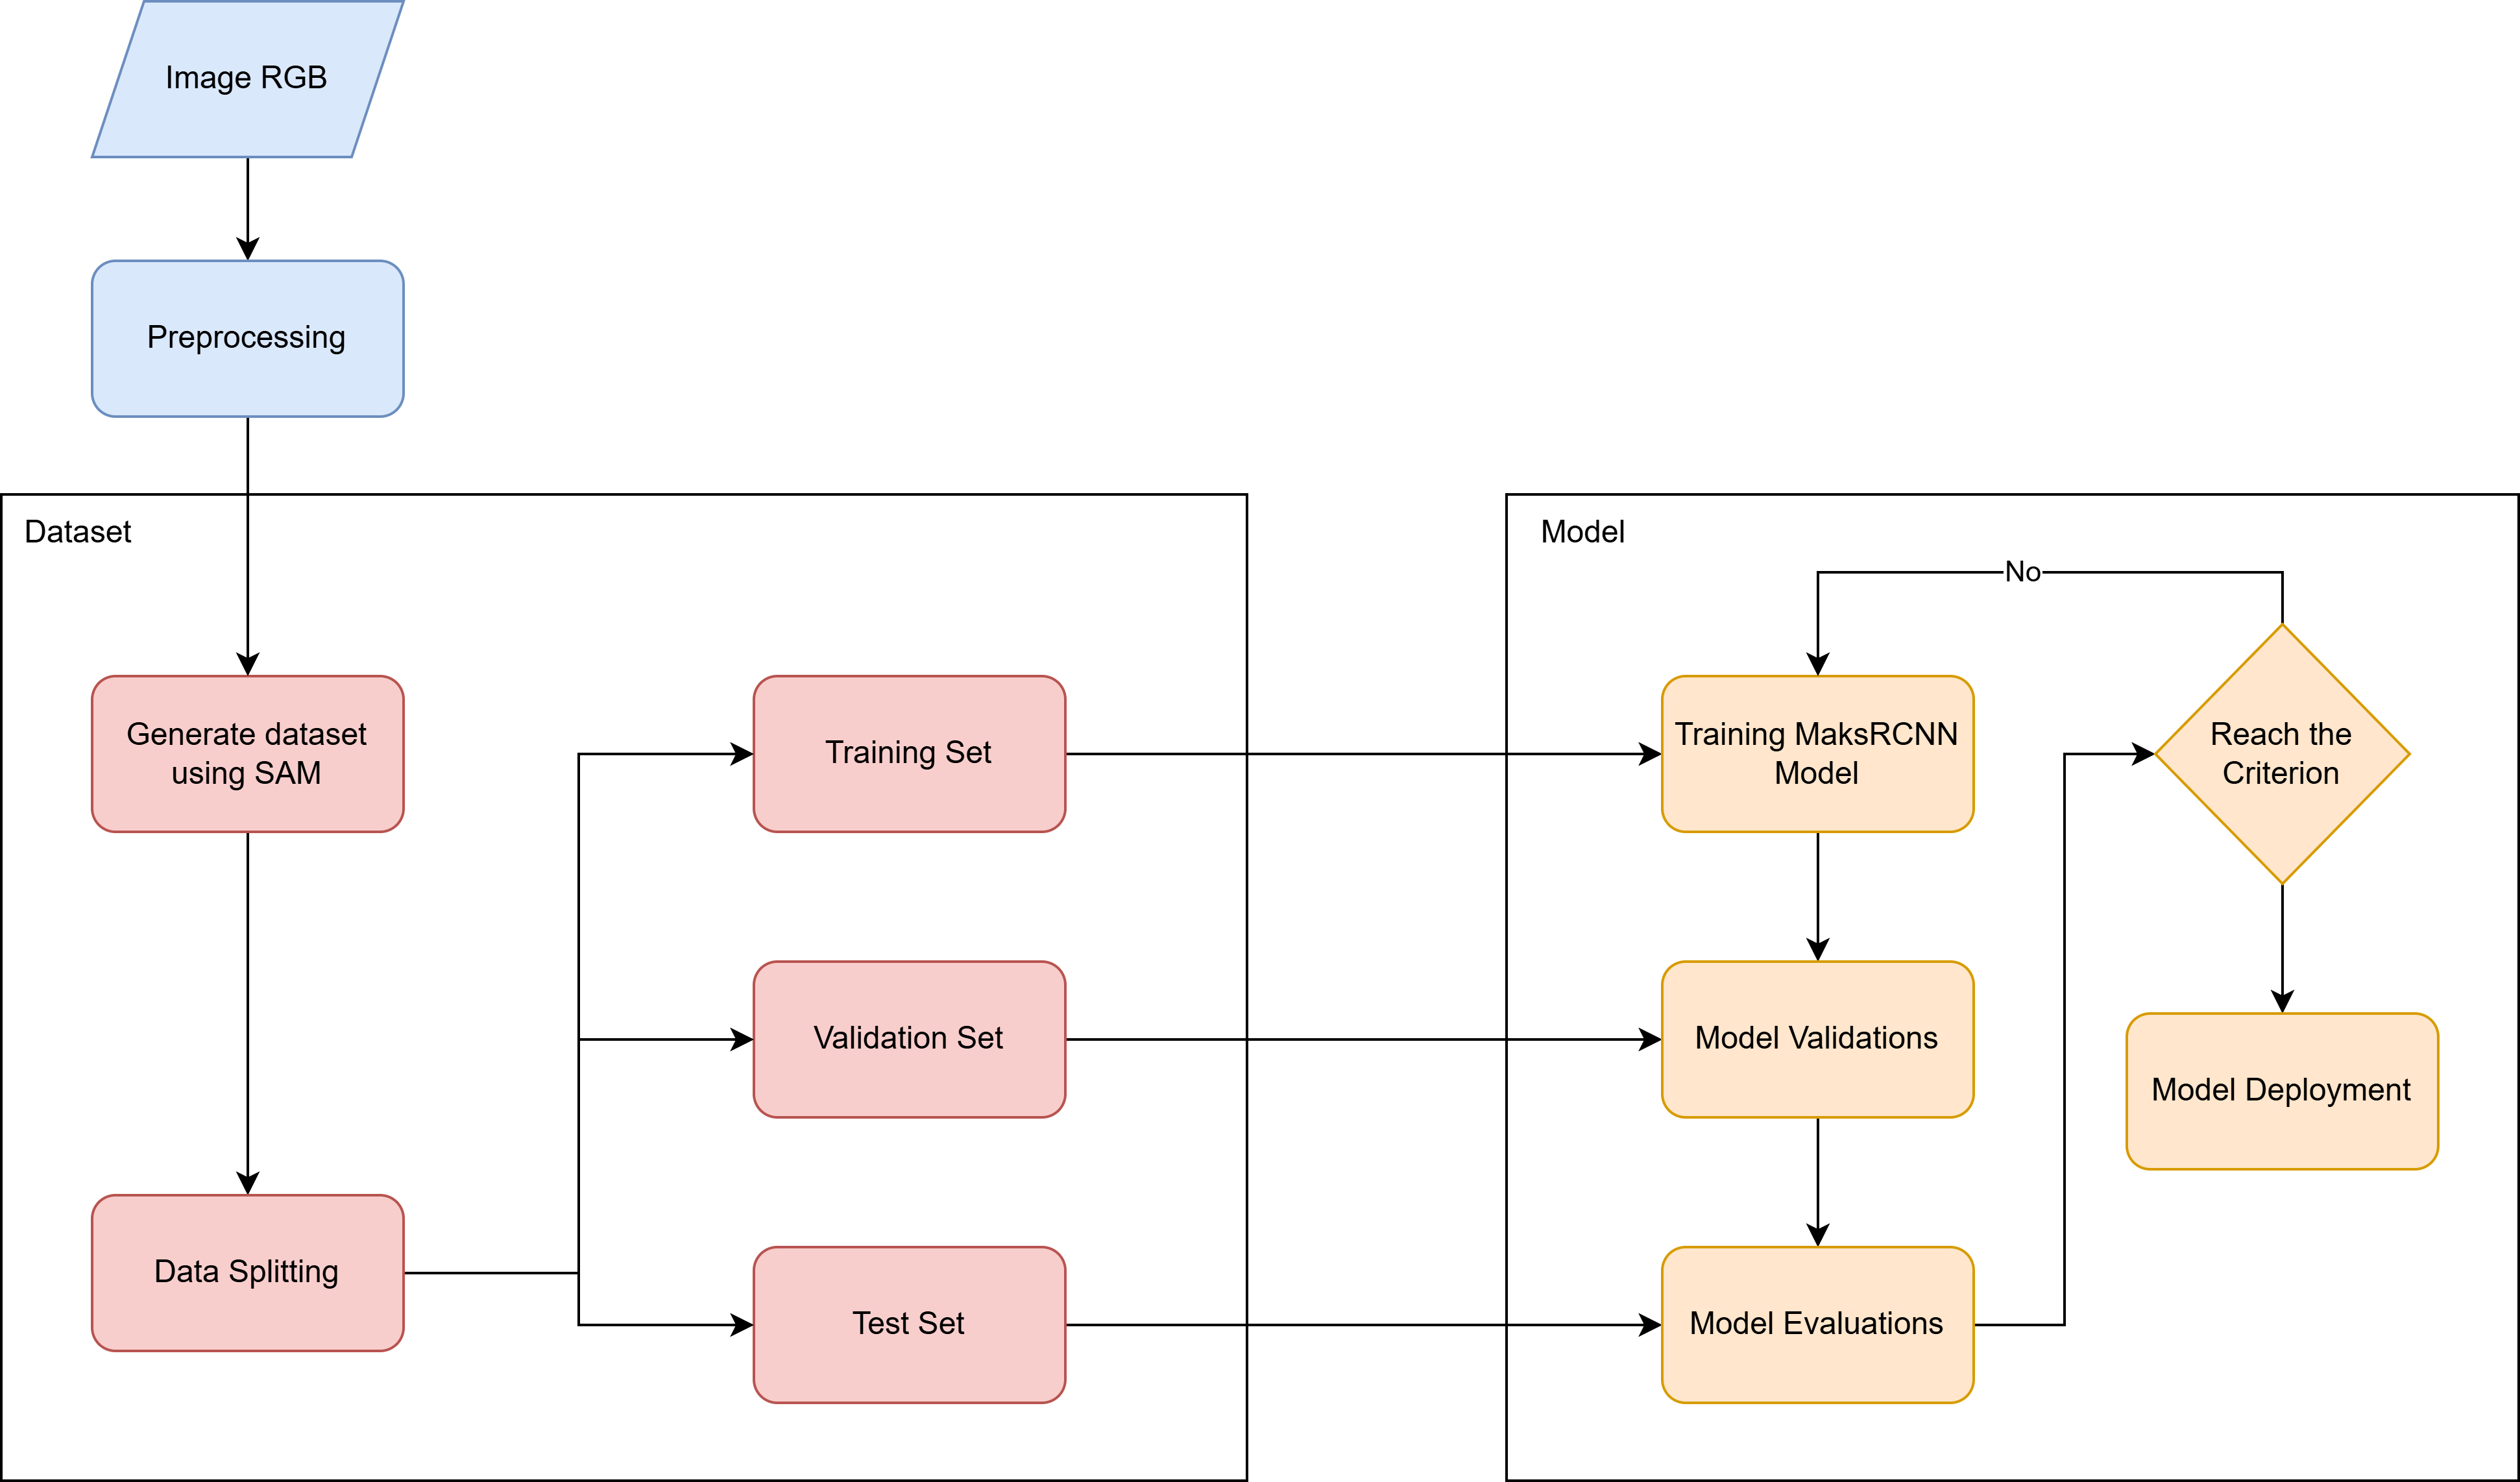 Image RGB
Preprocessing
Dataset
Generate dataset
using SAM
Data Splitting
Training Set
Validation Set
Test Set
Model
No
Training MaksRCNN
Model
Model Validations
Model Evaluations
Reach the
Criterion
Model Deployment